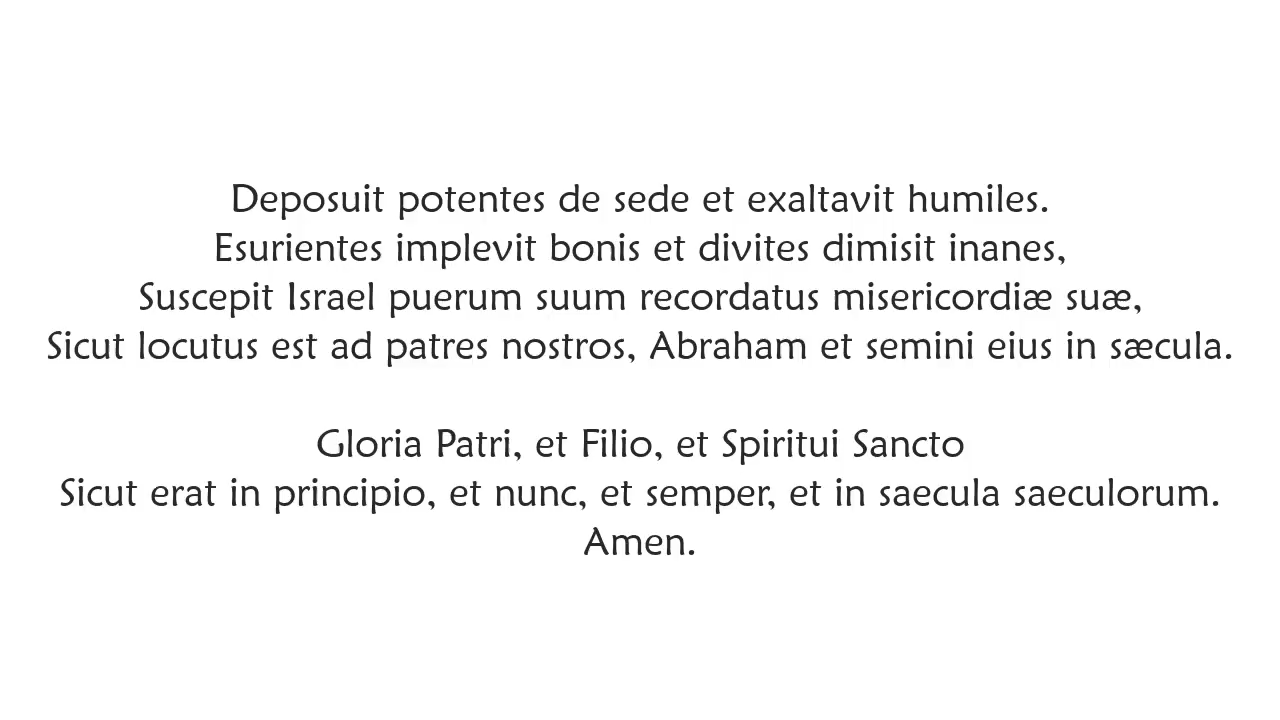 Deposuit potentes de sede et exaltavit humiles.
Esurientes implevit bonis et divites dimisit inanes,
Suscepit Israel puerum suum recordatus misericordiæ suæ,
Sicut locutus est ad patres nostros, Abraham et semini eius in sæcula.
Gloria Patri, et Filio, et Spiritui Sancto
Sicut erat in principio, et nunc, et semper, et in saecula saeculorum.
Amen.